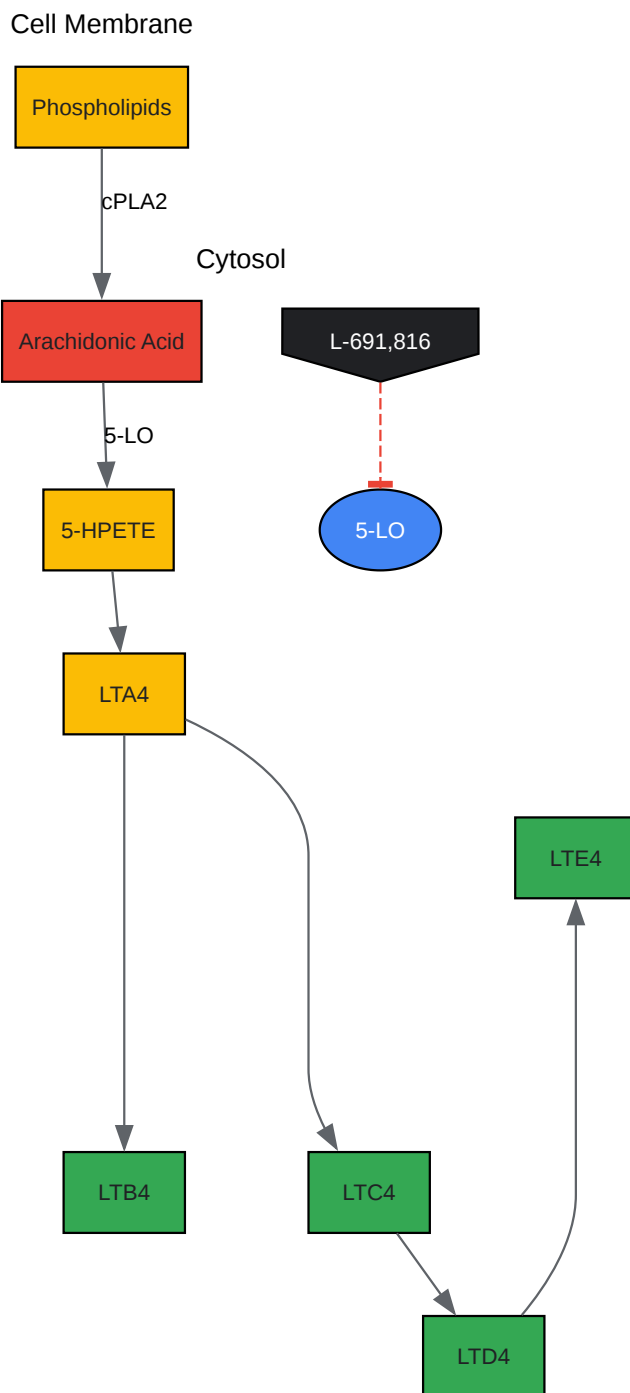 Cell Membrane
Phospholipids
cPLA2
Cytosol
Arachidonic Acid
L-691,816
5-LO
5-HPETE
5-LO
LTA4
LTE4
LTB4
LTC4
LTD4